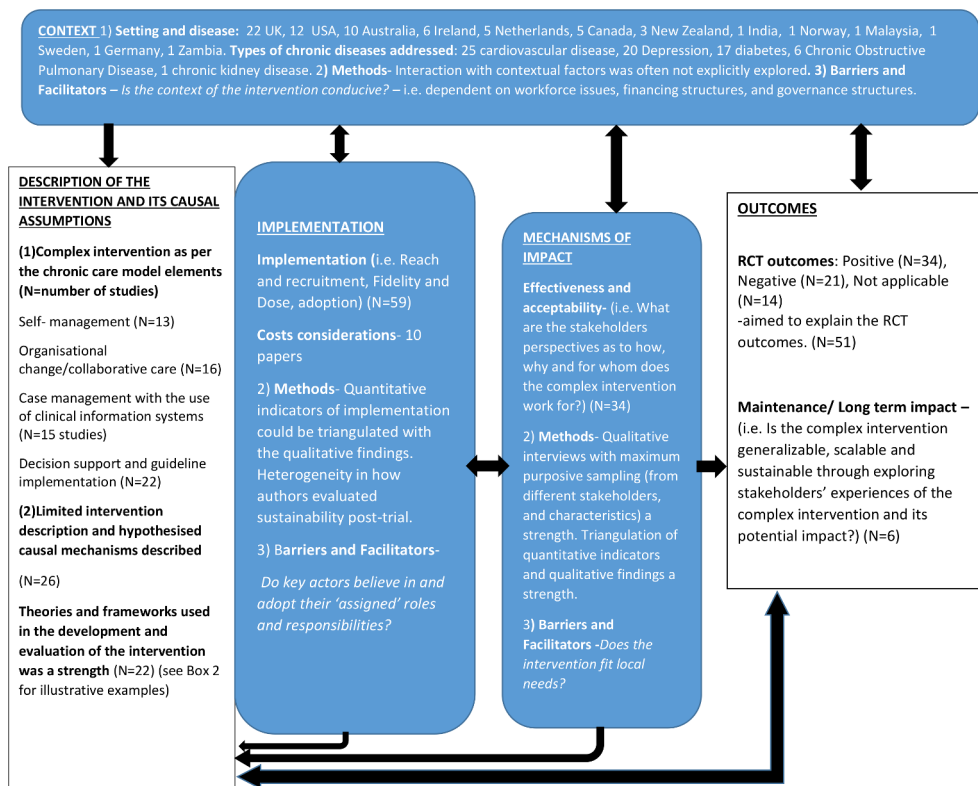 CONTEXT 1) Setting and disease: 22 UK, 12 USA, 10 Australia, 6 Ireland, 5 Netherlands, 5 Canada, 3 New Zealand, 1 India, 1 Norway, 1 Malaysia, 1
Sweden, 1 Germany, 1 Zambia. Types of chronic diseases addressed: 25 cardovascular disease, 20 Depression, 17 diabetes, 6 Chronic Obstructive
Pulmonary Disease, 1 chronic kidney disease. 2) Methods- Interaction with contextual factors was often not explicitly explored. 3) Barriers and
Facilitators – Is the context of the intervention conducive? – i.e. dependent on workforce issues, financing structures, and governance structures.
DESCRIPTION OF THE
INTERVENTION AND ITS CAUSAL
ASSUMPTIONS
(1)Complex intervention as per
the chronic care model elements
(N=number of studies)
Self- management (N=13)
Organisational
change/collaborative care (N=16)
Case management with the use
of clinical information systems
(N=15 studies)
Decision support and guideline
implementation (N=22)
(2)Limited intervention
description and hypothesised
causal mechanisms described
(N=26)
Theories and frameworks used
in the development and
evaluation of the intervention
was a strength (N=22) (see Box 2
for illustrative examples)
IMPLEMENTATION
Implementation (i.e. Reach
and recruitment, Fidelity and
Dose, adoption) (N=59)
Costs considerations- 10
papers
2) Methods- Quantitative
indicators of implementation
could be triangulated with
the qualitative findings.
Heterogeneity in how
authors evaluated
sustainability post-trial.
3) Barriers and Facilitators-
Do key actors believe in and
adopt their ‘assigned’ roles
and responsibilities?
MECHANISMS OF
IMPACT
Effectiveness and
acceptability- (i.e. What
are the stakeholders
perspectives as to how,
why and for whom does
the complex intervention
work for?) (N=34)
2) Methods- Qualitative
interviews with maximum
purposive sampling (from
different stakeholders,
and characteristics) a
strength. Triangulation of
quantitative indicators
and qualitative findings a
strength.
3) Barriers and
Facilitators -Does the
intervention fit local
needs?
OUTCOMES
RCT outcomes: Positive (N=34),
Negative (N=21), Not applicable
(N=14)
-aimed to explain the RCT
outcomes. (N=51)
Maintenance/ Long term impact –
(i.e. Is the complex intervention
generalizable, scalable and
sustainable through exploring
stakeholders’ experiences of the
complex intervention and its
potential impact?) (N=6)